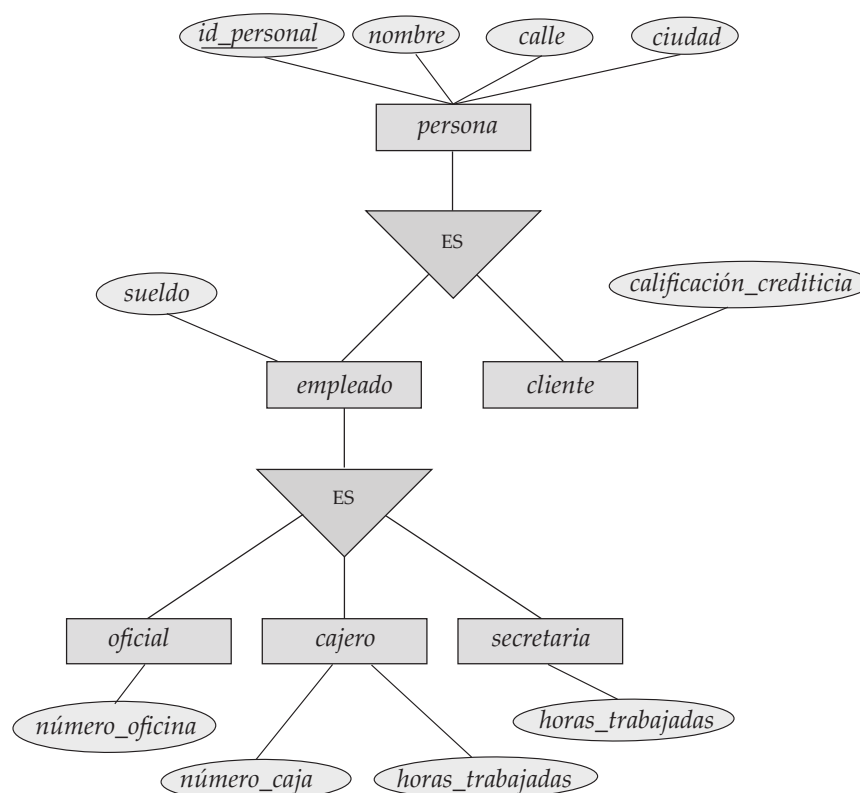 id_personal
nombre
calle
ciudad
persona
ES
sueldo
calificación_crediticia
empleado
cliente
ES
oficial
cajero
secretaria
número_oficina
horas_trabajadas
número_caja
horas_trabajadas